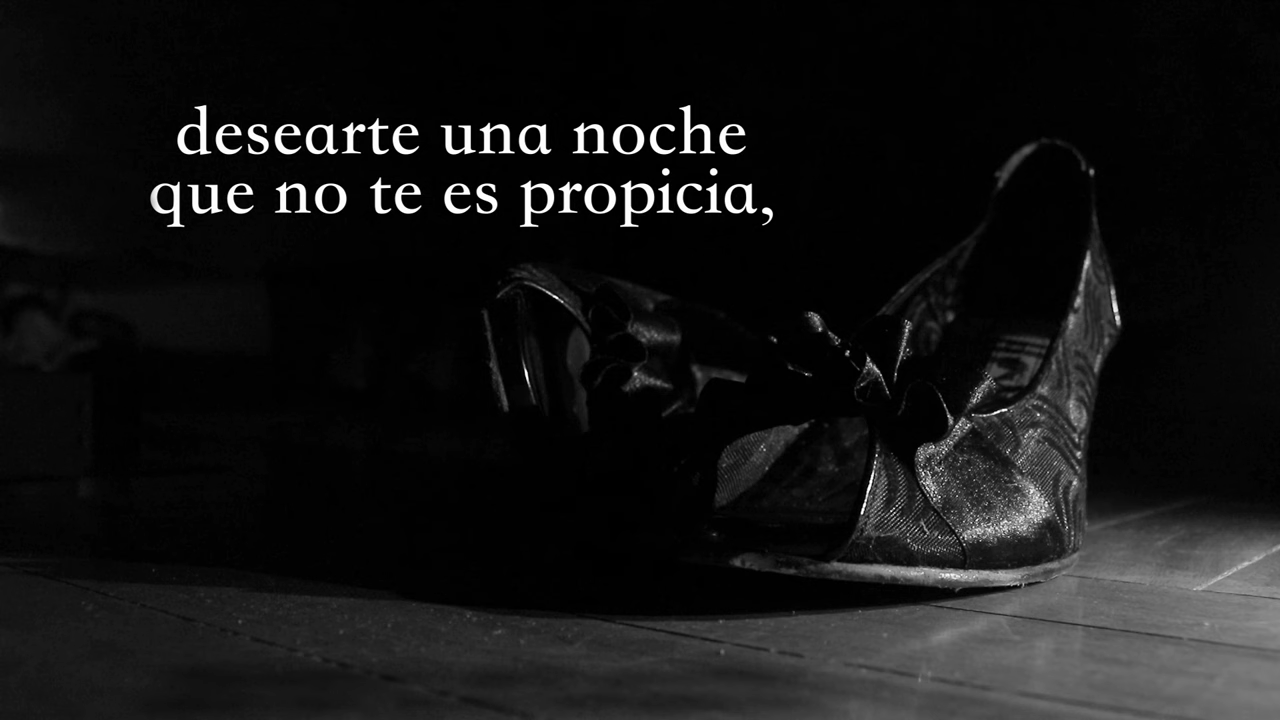 desearte una noche
que no te es propicia,